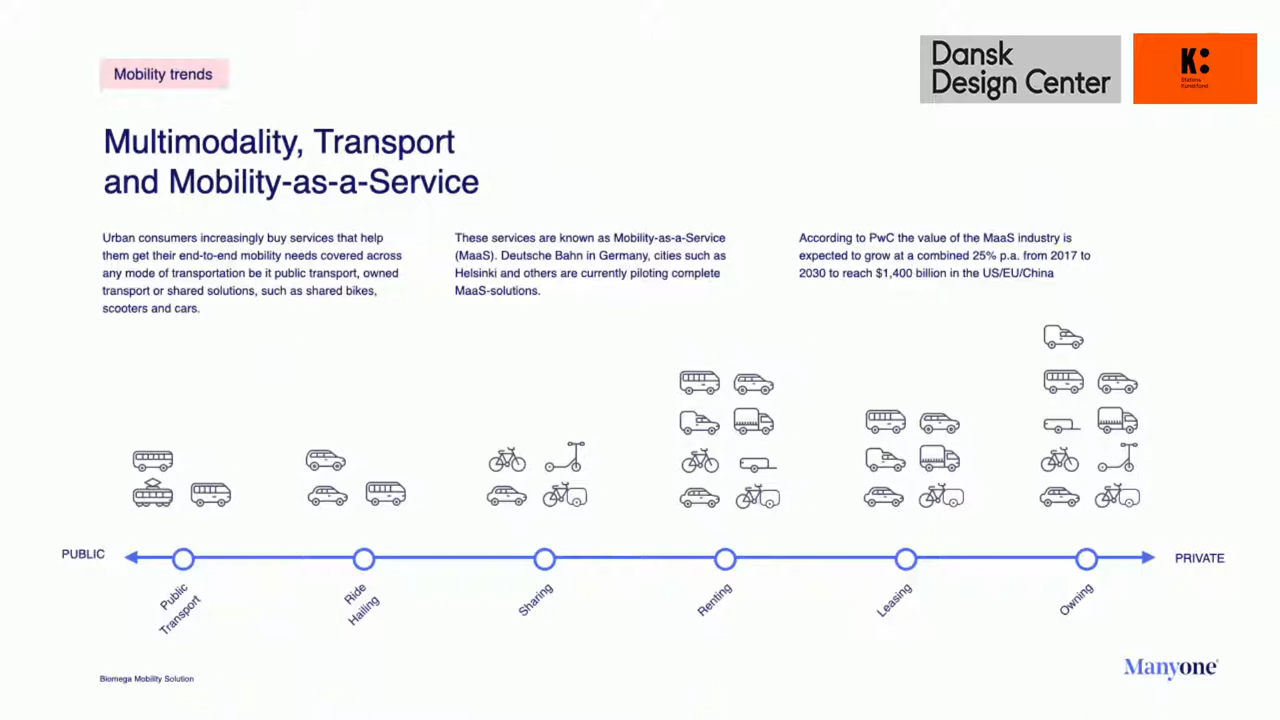 Mobility trends
Dansk
Design Center
K:
Statens
Kunstfond
Multimodality, Transport
and Mobility-as-a-Service
Urban consumers increasingly buy services that help
them get their end-to-end mobility needs covered across
any mode of transportation be it public transport, owned
transport or shared solutions, such as shared bikes,
scooters and cars.
These services are known as Mobility-as-a-Service
(MaaS). Deutsche Bahn in Germany, cities such as
Helsinki and others are currently piloting complete
MaaS-solutions.
According to PwC the value of the MaaS industry is
expected to grow at a combined 25% p.a. from 2017 to
2030 to reach $1,400 billion in the US/EU/China
PUBLIC
PRIVATE
Public
Transport
Ride
Hailing
Sharing
Renting
Leasing
Owning
Biomega Mobility Solution
Manyone